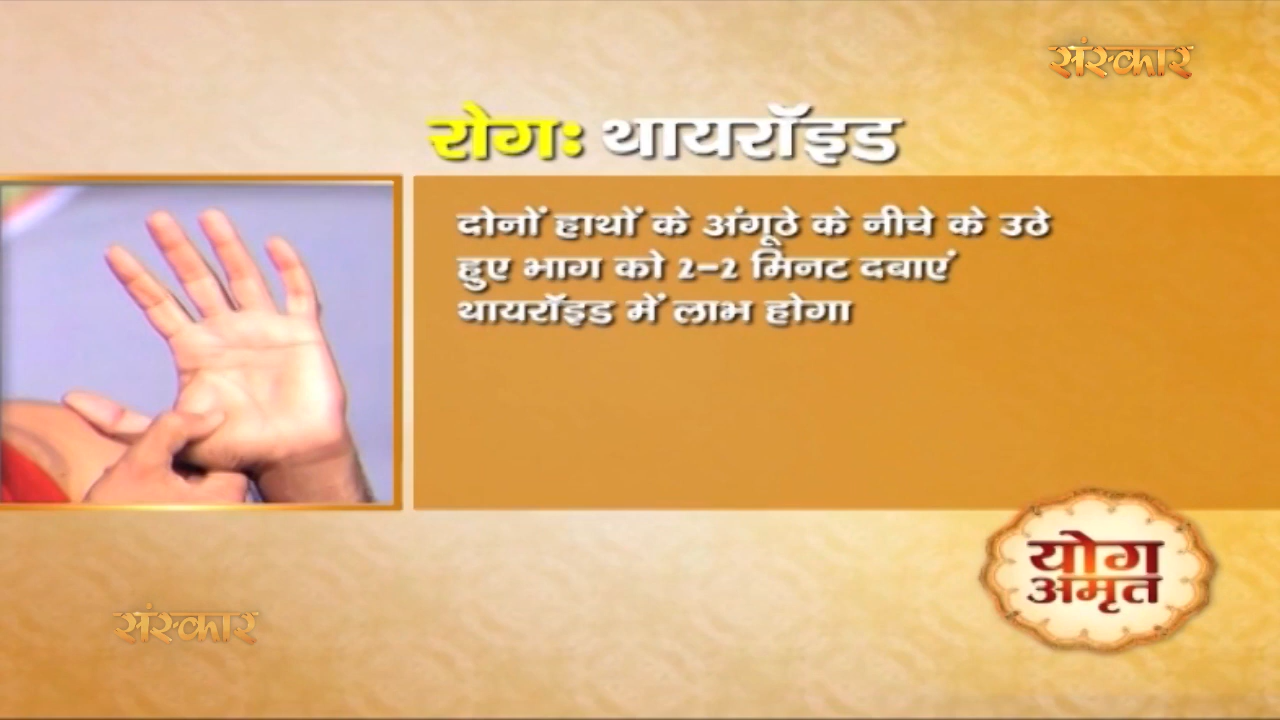 संस्कार
रोगः थायरॉइड
दोनों हाथों के अंगूठे के नीचे के उठे
हुए भाग को 2-2 मिनट दबाएं
थायरॉइड में लाभ होगा
योग
अमृत
संस्कार